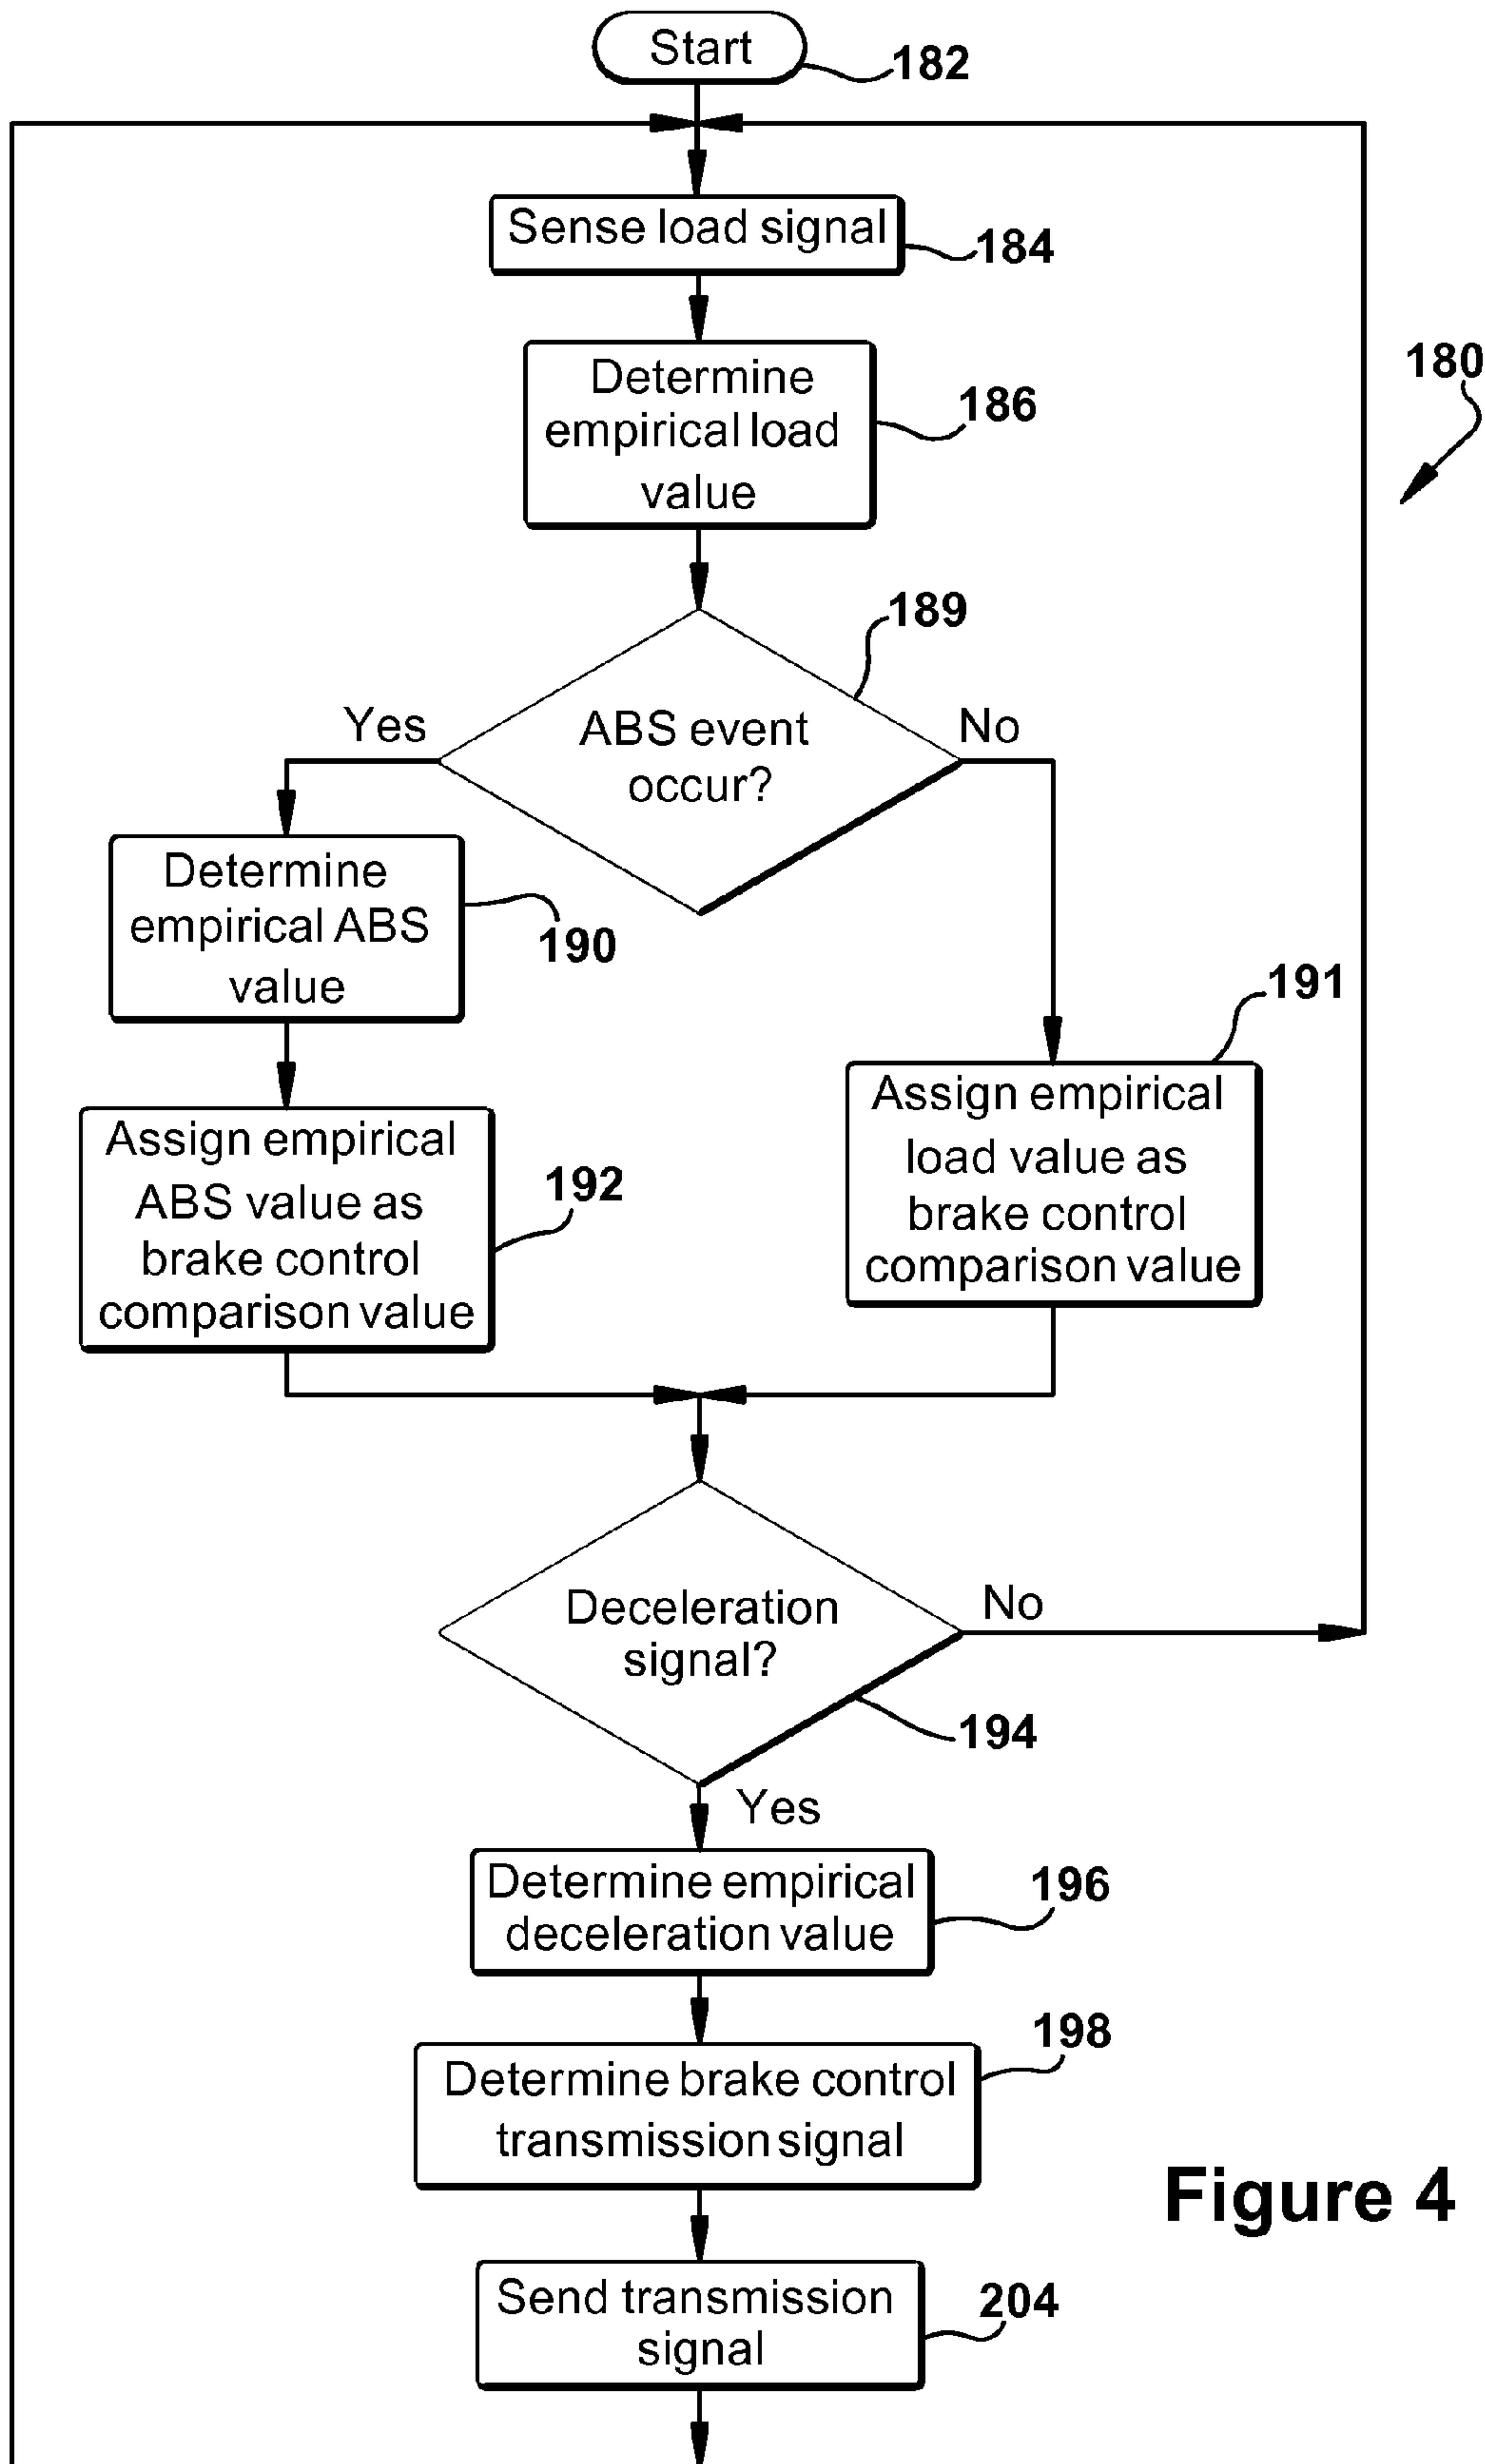 Start
182
Sense load signal
184
180
Determine
empirical load
value
186
189
Yes
ABS event
occur?
No
Determine
empirical ABS
value
190
191
Assign empirical
load value as
brake control
comparison value
Assign empirical
ABS value as
brake control
comparison value
192
Deceleration
signal?
No
194
Yes
Determine empirical
deceleration value
196
198
Determine brake control
transmission signal
Figure 4
Send transmission
signal
204